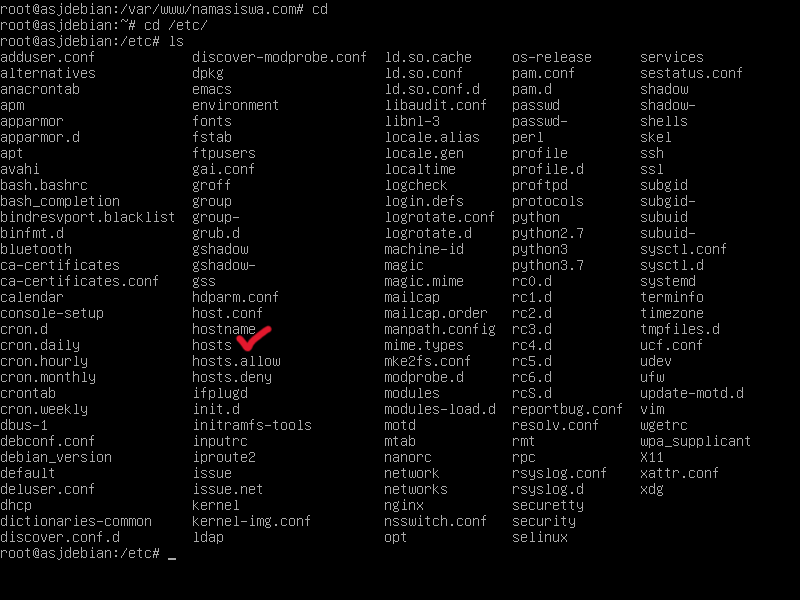 root@asjdebian:/var/www/namasiswa.com# cd
root@asjdebian:~# cd /etc/
root@asjdebian:/etc# ls
adduser.conf discover-modprobe.conf ld.so.cache os-release services
alternatives dpkg ld.so.conf pam.conf sestatus.conf
anacrontab emacs ld.so.conf.d pam.d shadow
apm environment libaudit.conf passwd shadow-
apparmor fonts libnl-3 passwd- shells
apparmor.d fstab locale.alias perl skel
apt ftpusers locale.gen profile ssh
avahi gai.conf localtime profile.d ssl
bash.bashrc groff logcheck proftpd subgid
bash_completion group login.defs protocols subgid-
bindresvport.blacklist group- logrotate.conf python subuid
binfmt.d grub.d logrotate.d python2.7 subuid-
bluetooth gshadow machine-id python3 sysctl.conf
ca-certificates gshadow- magic python3.7 sysctl.d
ca-certificates.conf gss magic.mime rc0.d systemd
calendar hdparm.conf mailcap rc1.d terminfo
console-setup host.conf mailcap.order rc2.d timezone
cron.d hostname manpath.config rc3.d tmpfiles.d
cron.daily hosts mime.types rc4.d ucf.conf
cron.hourly hosts.allow mke2fs.conf rc5.d udev
cron.monthly hosts.deny modprobe.d rc6.d ufw
crontab ifplugd modules rcS.d update-motd.d
cron.weekly init.d modules-load.d reportbug.conf vim
dbus-1 initramfs-tools motd resolv.conf wgetrc
debconf.conf inputrc mtab rmt wpa_supplicant
debian_version iproute2 nanorc rpc X11
default issue network rsyslog.conf xattr.conf
deluser.conf issue.net networks rsyslog.d xdg
dhcp kernel nginx securetty
dictionaries-common kernel-img.conf nsswitch.conf security
discover.conf.d ldap opt selinux
root@asjdebian:/etc# _